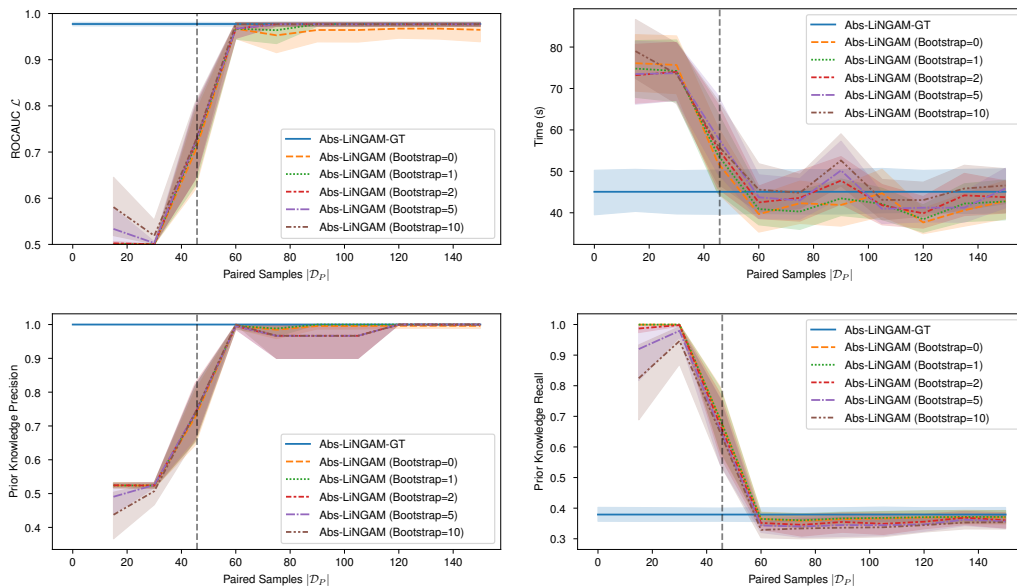 ROCAUC ℒ
1.0
0.9
0.8
0.7
0.6
0.5
0 20 40 60 80 100 120 140
Paired Samples |𝒟_P|
Abs-LiNGAM-GT
Abs-LiNGAM (Bootstrap=0)
Abs-LiNGAM (Bootstrap=1)
Abs-LiNGAM (Bootstrap=2)
Abs-LiNGAM (Bootstrap=5)
Abs-LiNGAM (Bootstrap=10)
Time (s)
80
70
60
50
40
0 20 40 60 80 100 120 140
Paired Samples |𝒟_P|
Abs-LiNGAM-GT
Abs-LiNGAM (Bootstrap=0)
Abs-LiNGAM (Bootstrap=1)
Abs-LiNGAM (Bootstrap=2)
Abs-LiNGAM (Bootstrap=5)
Abs-LiNGAM (Bootstrap=10)
Prior Knowledge Precision
1.0
0.9
0.8
0.7
0.6
0.5
0.4
0 20 40 60 80 100 120 140
Paired Samples |𝒟_P|
Abs-LiNGAM-GT
Abs-LiNGAM (Bootstrap=0)
Abs-LiNGAM (Bootstrap=1)
Abs-LiNGAM (Bootstrap=2)
Abs-LiNGAM (Bootstrap=5)
Abs-LiNGAM (Bootstrap=10)
Prior Knowledge Recall
1.0
0.9
0.8
0.7
0.6
0.5
0.4
0.3
0 20 40 60 80 100 120 140
Paired Samples |𝒟_P|
Abs-LiNGAM-GT
Abs-LiNGAM (Bootstrap=0)
Abs-LiNGAM (Bootstrap=1)
Abs-LiNGAM (Bootstrap=2)
Abs-LiNGAM (Bootstrap=5)
Abs-LiNGAM (Bootstrap=10)